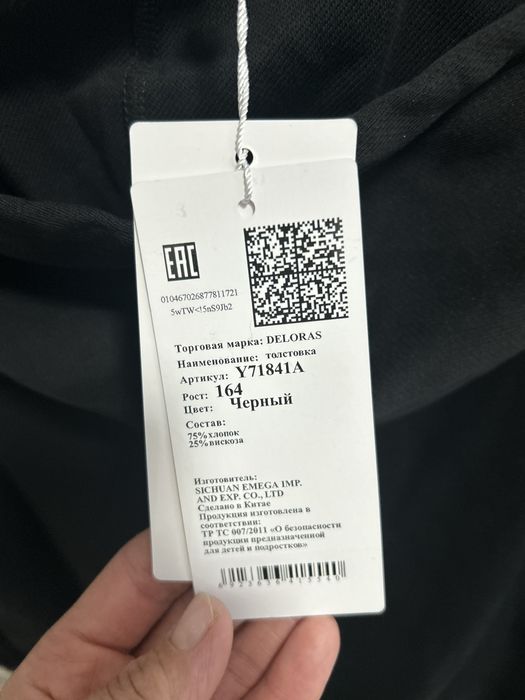 EAC
010467026877811721
5wTW<!5nS9Jb2
Торговая марка: DELORAS
Наименование: толстовка
Артикул: Y71841A
Рост: 164
Цвет: Черный
Состав:
75%хлопок
25%вискоза
Изготовитель:
SICHUAN EMEGA IMP.
AND EXP. CO., LTD
Сделано в Китае
Продукция изготовлена в
соответствии:
ТР ТС 007/2011 «О безопасности
продукции предназначенной
для детей и подростков»